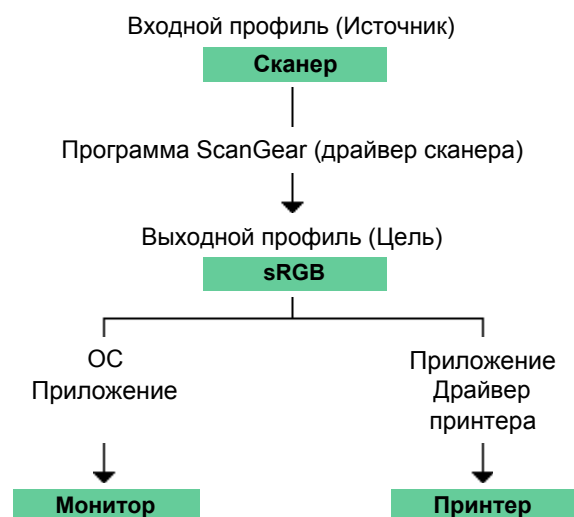 Входной профиль (Источник)
Сканер
Программа ScanGear (драйвер сканера)
Выходной профиль (Цель)
sRGB
ОС
Приложение
Приложение
Драйвер
принтера
Монитор
Принтер